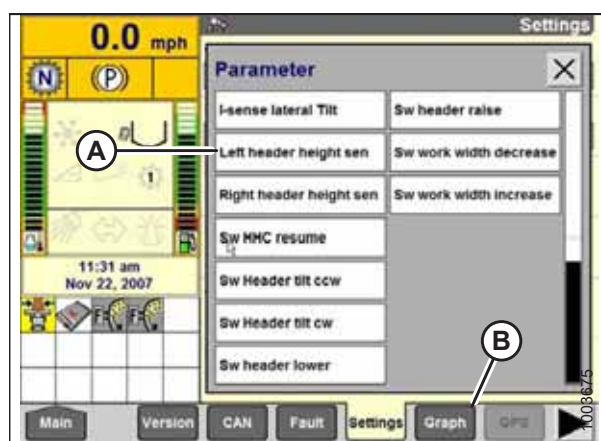 0.0 mph
Settings
N (P)
Parameter
I-sense lateral Tilt
Sw header raise
A
Left header height sen
Sw work width decrease
1
Right header height sen
Sw work width increase
Sw HHC resume
11:31 am
Nov 22, 2007
Sw Header tilt ccw
F=
F=
Sw Header tilt cw
B
Sw header lower
Main
Version
CAN
Fault
Settings
Graph
GPS
1003675